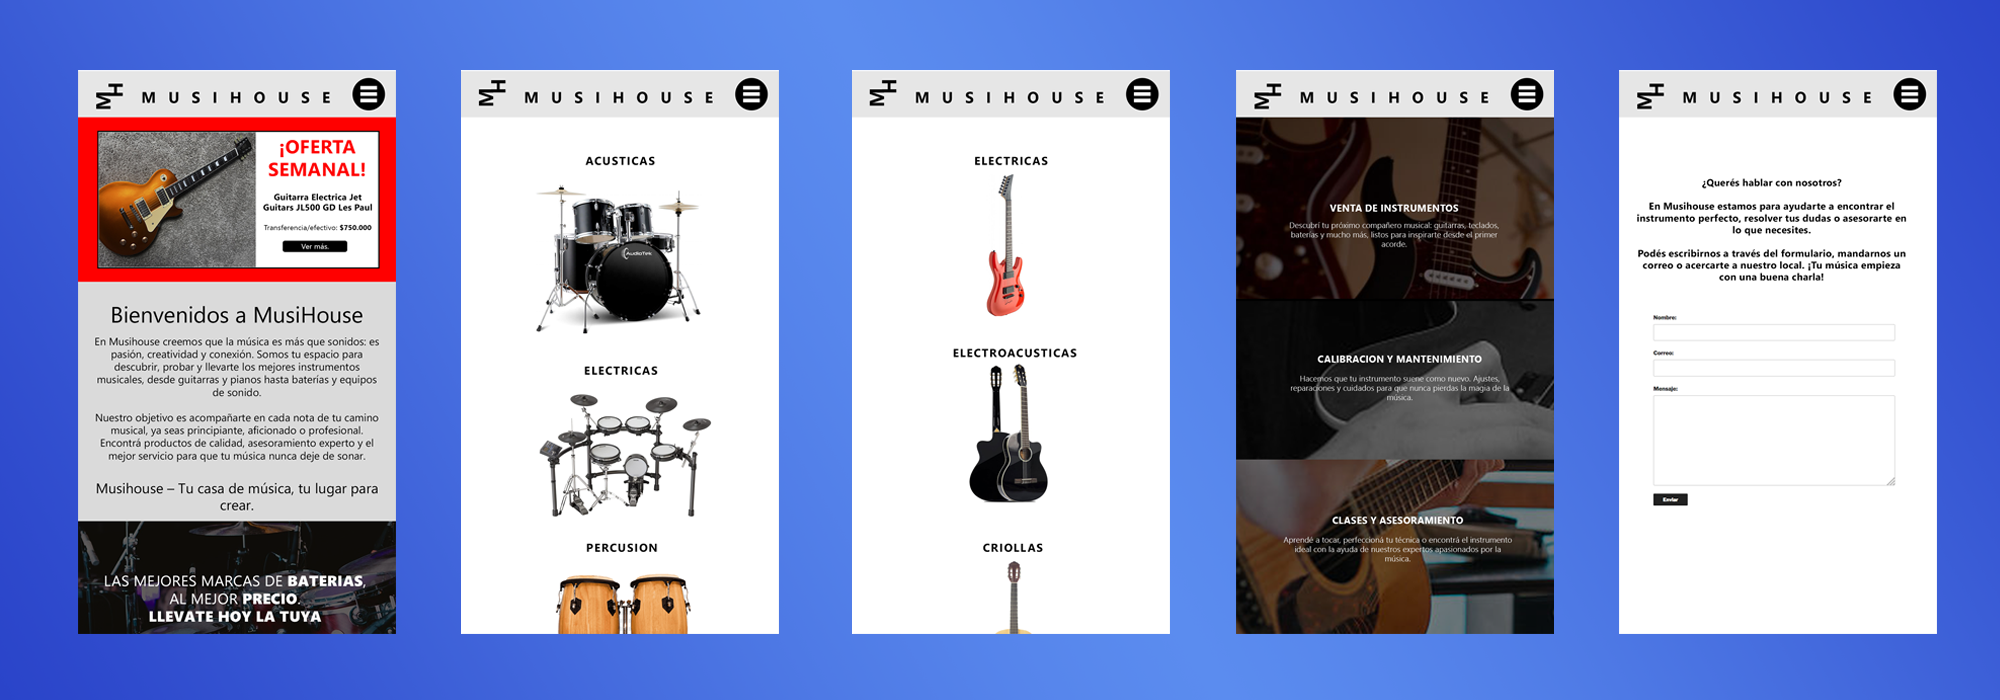 MH MUSIHOUSE
¡OFERTA
SEMANAL!
Guitarra Electrica Jet
Guitars JL500 GD Les Paul
Transferencia/efectivo: $750.000
Ver más.
Bienvenidos a MusiHouse
En Musihouse creemos que la música es más que sonidos: es
pasión, creatividad y conexión. Somos tu espacio para
descubrir, probar y llevarte los mejores instrumentos
musicales, desde guitarras y pianos hasta baterías y equipos
de sonido.
Nuestro objetivo es acompañarte en cada nota de tu camino
musical, ya seas principiante, aficionado o profesional.
Encontrá productos de calidad, asesoramiento experto y el
mejor servicio para que tu música nunca deje de sonar.
Musihouse – Tu casa de música, tu lugar para
crear.
LAS MEJORES MARCAS DE BATERIAS,
AL MEJOR PRECIO.
LLEVATE HOY LA TUYA
MH MUSIHOUSE
ACUSTICAS
AudioTek
ELECTRICAS
PERCUSION
MH MUSIHOUSE
ELECTRICAS
ELECTROACUSTICAS
CRIOLLAS
MH MUSIHOUSE
VENTA DE INSTRUMENTOS
Descubrí tu próximo compañero musical: guitarras, teclados,
baterías y mucho más, listos para inspirarte desde el primer
acorde.
CALIBRACION Y MANTENIMIENTO
Hacemos que tu instrumento suene como nuevo. Ajustes,
reparaciones y cuidados para que nunca pierdas la magia de la
música.
CLASES Y ASESORAMIENTO
Aprendé a tocar, perfeccioná tu técnica o encontrá el instrumento
ideal con la ayuda de nuestros expertos apasionados por la
música.
MH MUSIHOUSE
¿Querés hablar con nosotros?
En Musihouse estamos para ayudarte a encontrar el
instrumento perfecto, resolver tus dudas o asesorarte en
lo que necesites.
Podés escribirnos a través del formulario, mandarnos un
correo o acercarte a nuestro local. ¡Tu música empieza
con una buena charla!
Nombre:
Correo:
Mensaje:
Enviar